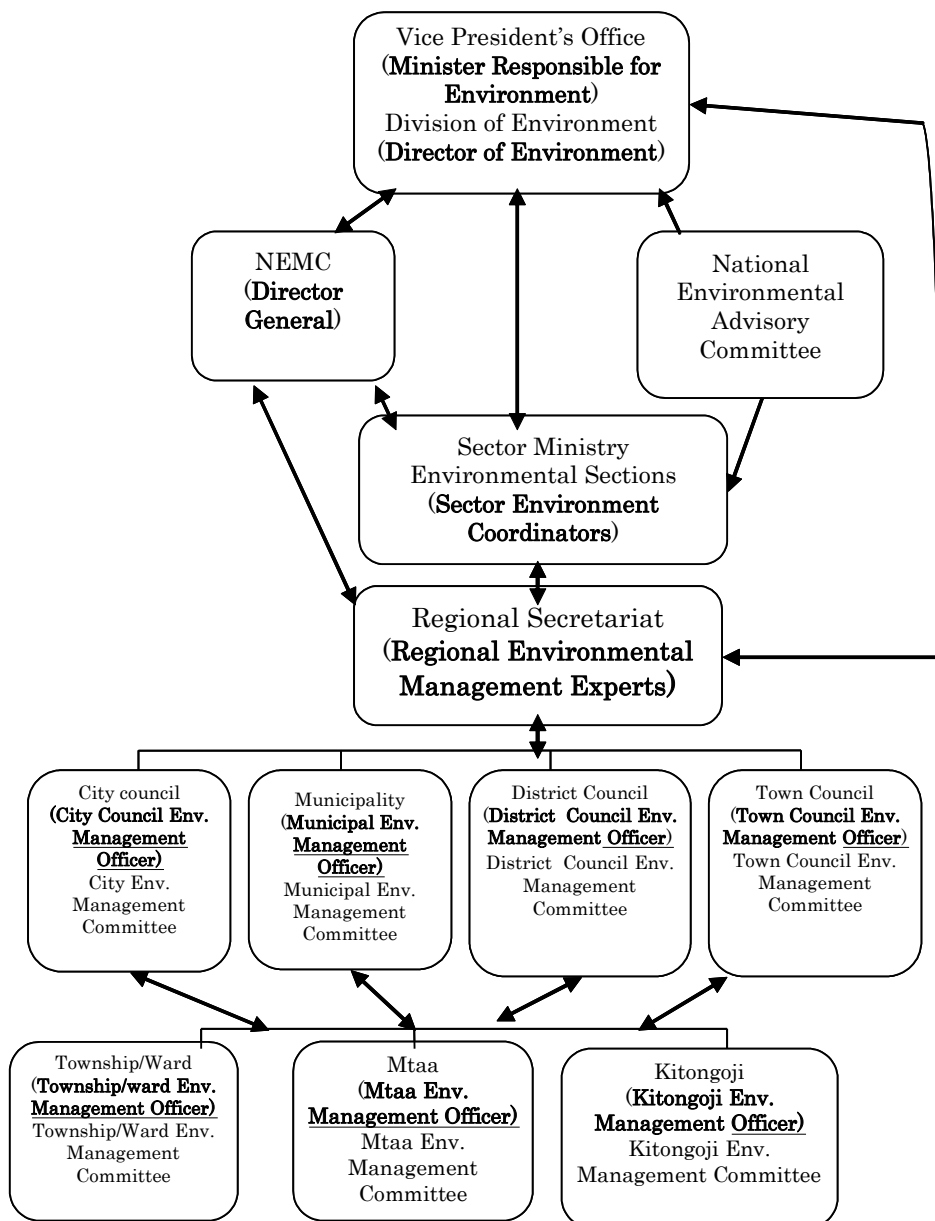 Vice President’s Office
(Minister Responsible for
Environment)
Division of Environment
(Director of Environment)
NEMC
(Director
General)
National
Environmental
Advisory
Committee
Sector Ministry
Environmental Sections
(Sector Environment
Coordinators)
Regional Secretariat
(Regional Environmental
Management Experts)
City council
(City Council Env.
Management
Officer)
City Env.
Management
Committee
Municipality
(Municipal Env.
Management
Officer)
Municipal Env.
Management
Committee
District Council
(District Council Env.
Management Officer)
District Council Env.
Management
Committee
Town Council
(Town Council Env.
Management Officer)
Town Council Env.
Management
Committee
Township/Ward
(Township/ward Env.
Management Officer)
Township/Ward Env.
Management
Committee
Mtaa
(Mtaa Env.
Management Officer)
Mtaa Env.
Management
Committee
Kitongoji
(Kitongoji Env.
Management Officer)
Kitongoji Env.
Management Committee